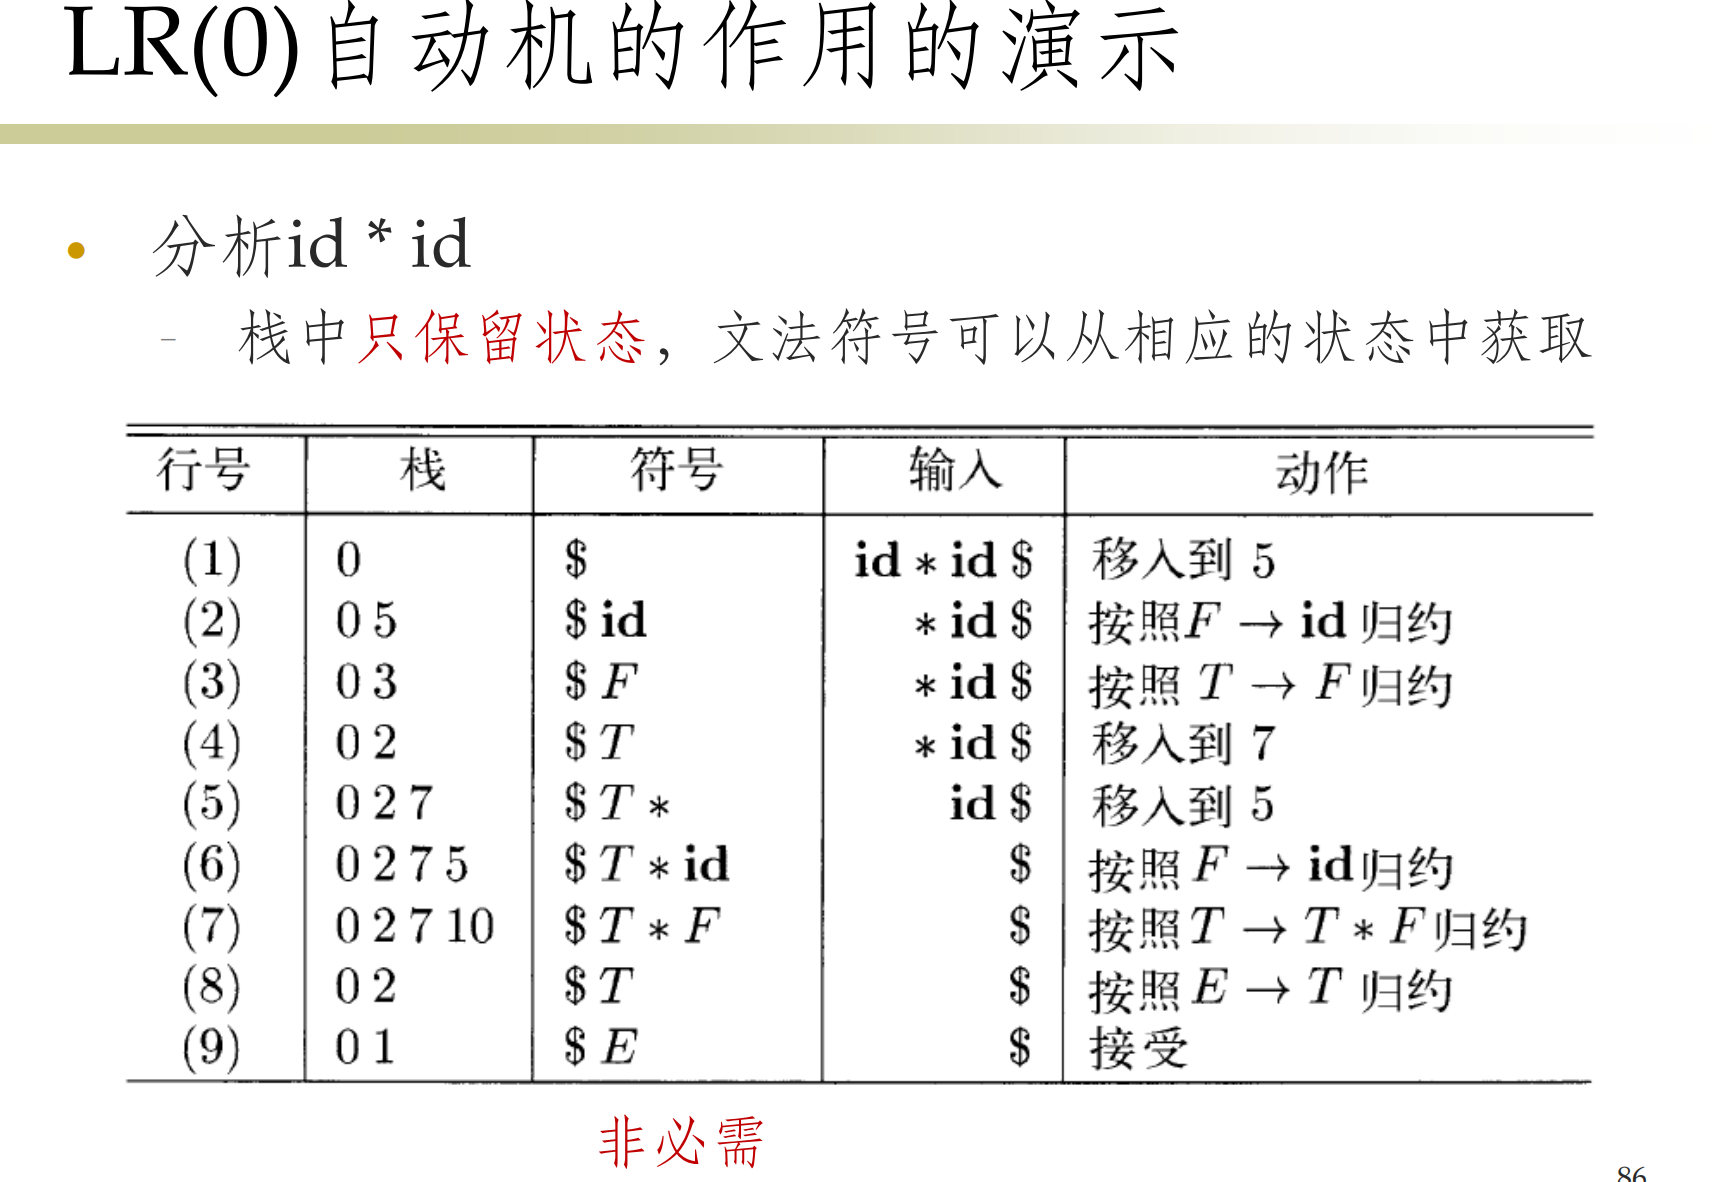 LR(0)自动机的作用的演示
• 分析id * id
– 栈中只保留状态，文法符号可以从相应的状态中获取
行号 栈 符号 输入 动作
(1) 0 $ id * id $ 移入到 5
(2) 0 5 $ id * id $ 按照F → id 归约
(3) 0 3 $ F * id $ 按照 T → F 归约
(4) 0 2 $ T * id $ 移入到 7
(5) 0 2 7 $ T * id $ 移入到 5
(6) 0 2 7 5 $ T * id $ 按照 F → id归约
(7) 0 2 7 10 $ T * F $ 按照 T → T * F 归约
(8) 0 2 $ T $ 按照 E → T 归约
(9) 0 1 $ E $ 接受
非必需
86